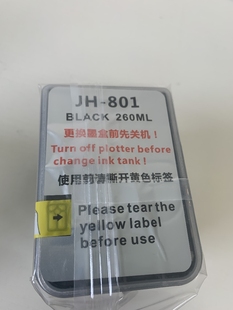 JH-801
BLACK 260ML
更换墨盒前先关机！
Turn off plotter before
change ink tank !
使用前请撕开黄色标签
Please tear the
yellow label
before use